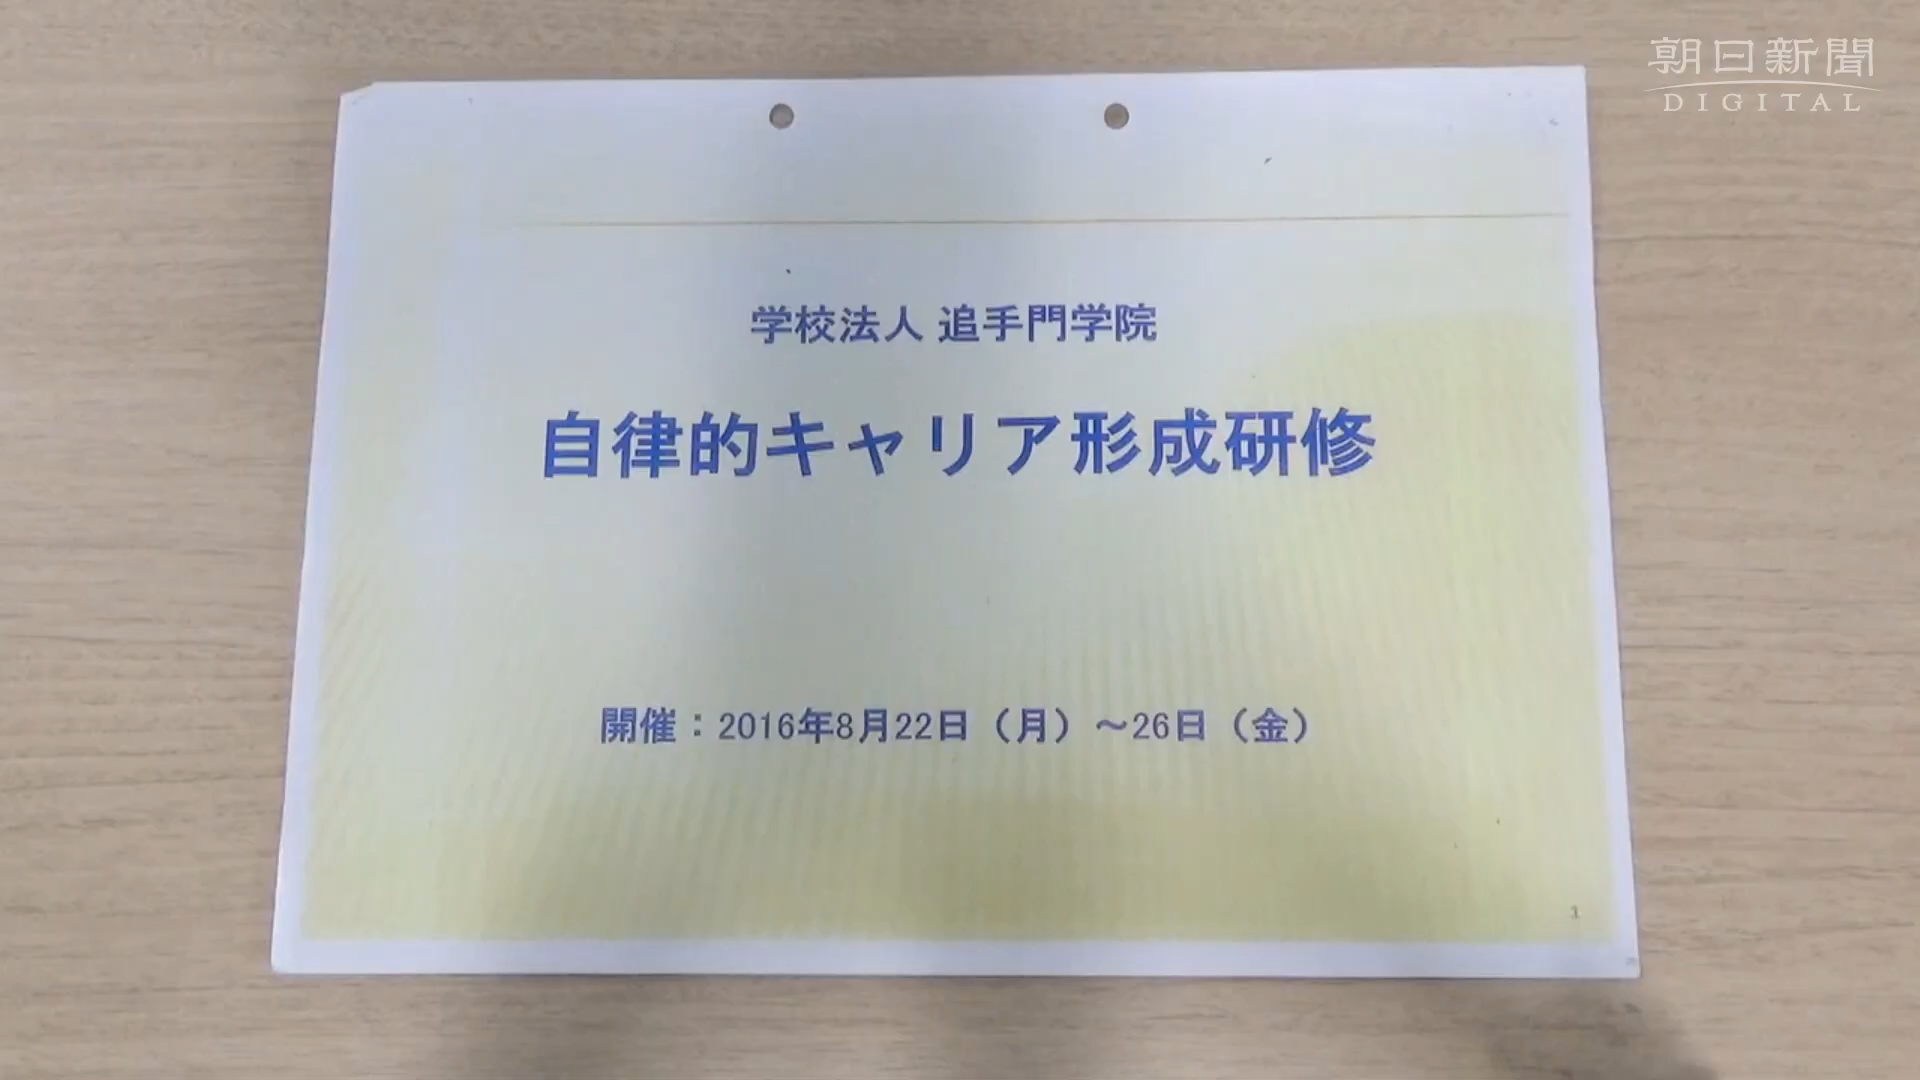 朝日新聞
DIGITAL
学校法人 追手門学院
自律的キャリア形成研修
開催：2016年8月22日（月）～26日（金）
1